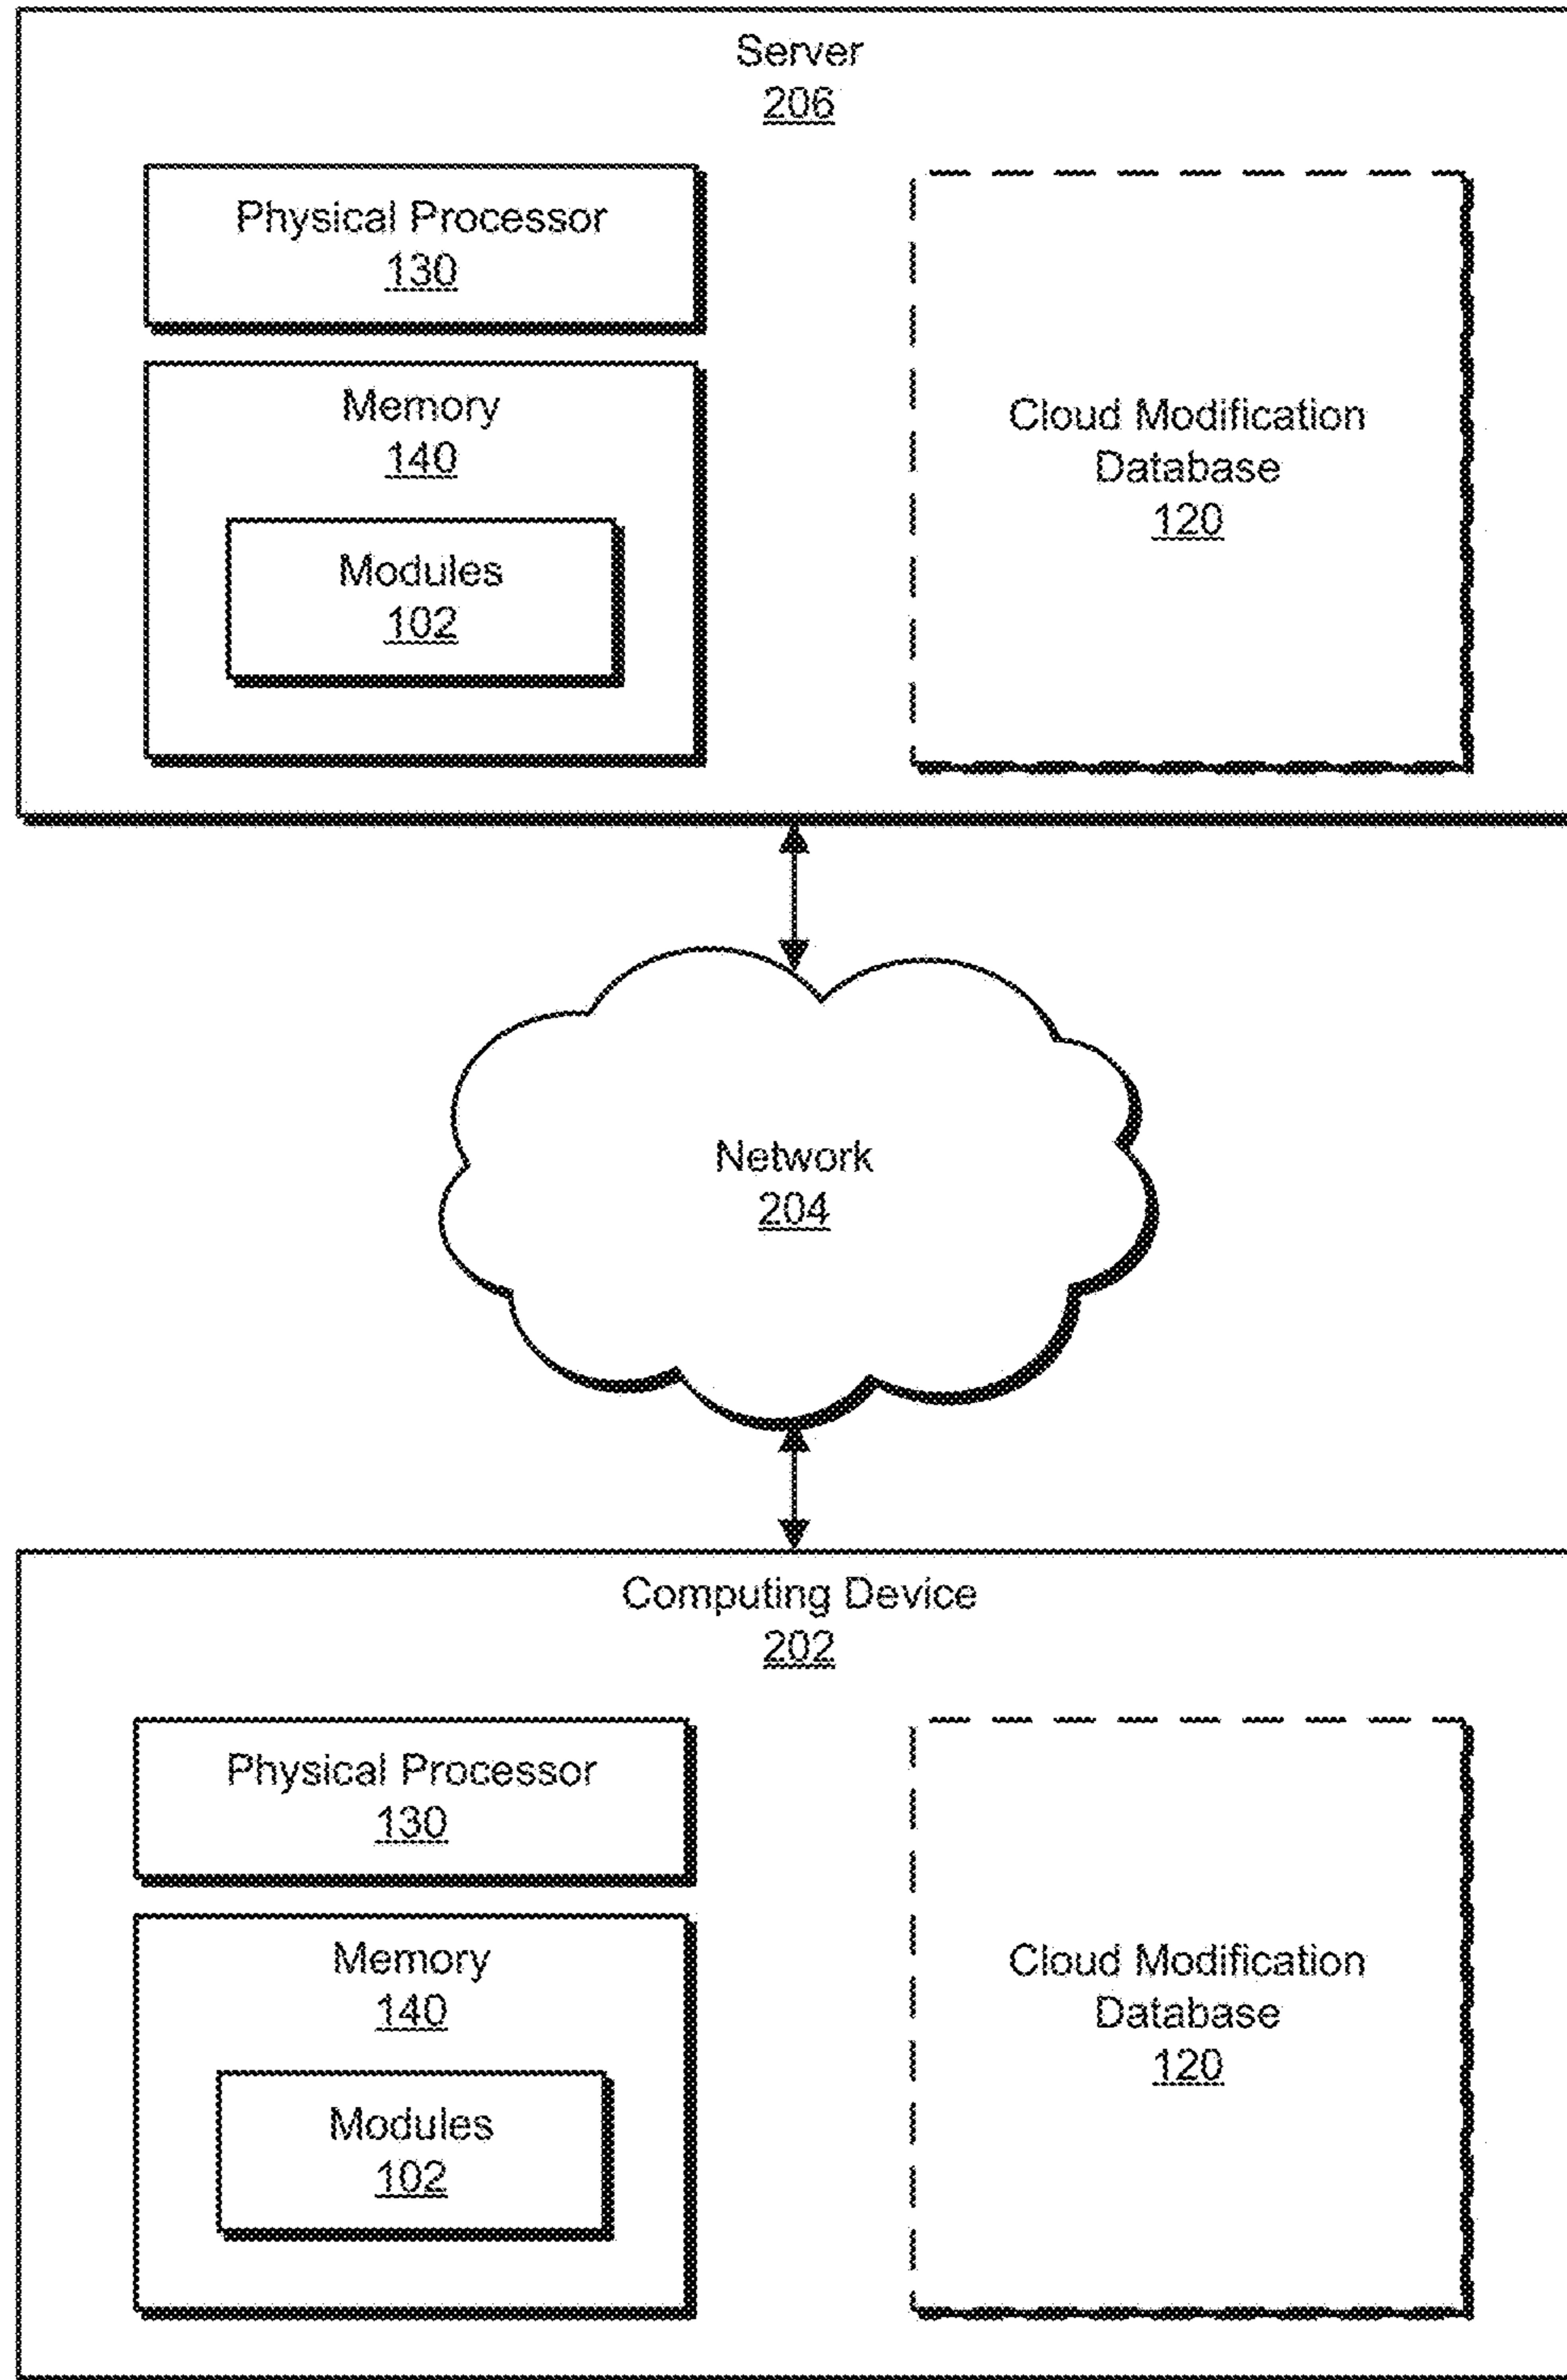 Server
206
Physical Processor
130
Memory
140
Modules
102
Cloud Modification
Database
120
Network
204
Computing Device
202
Physical Processor
130
Memory
140
Modules
102
Cloud Modification
Database
120